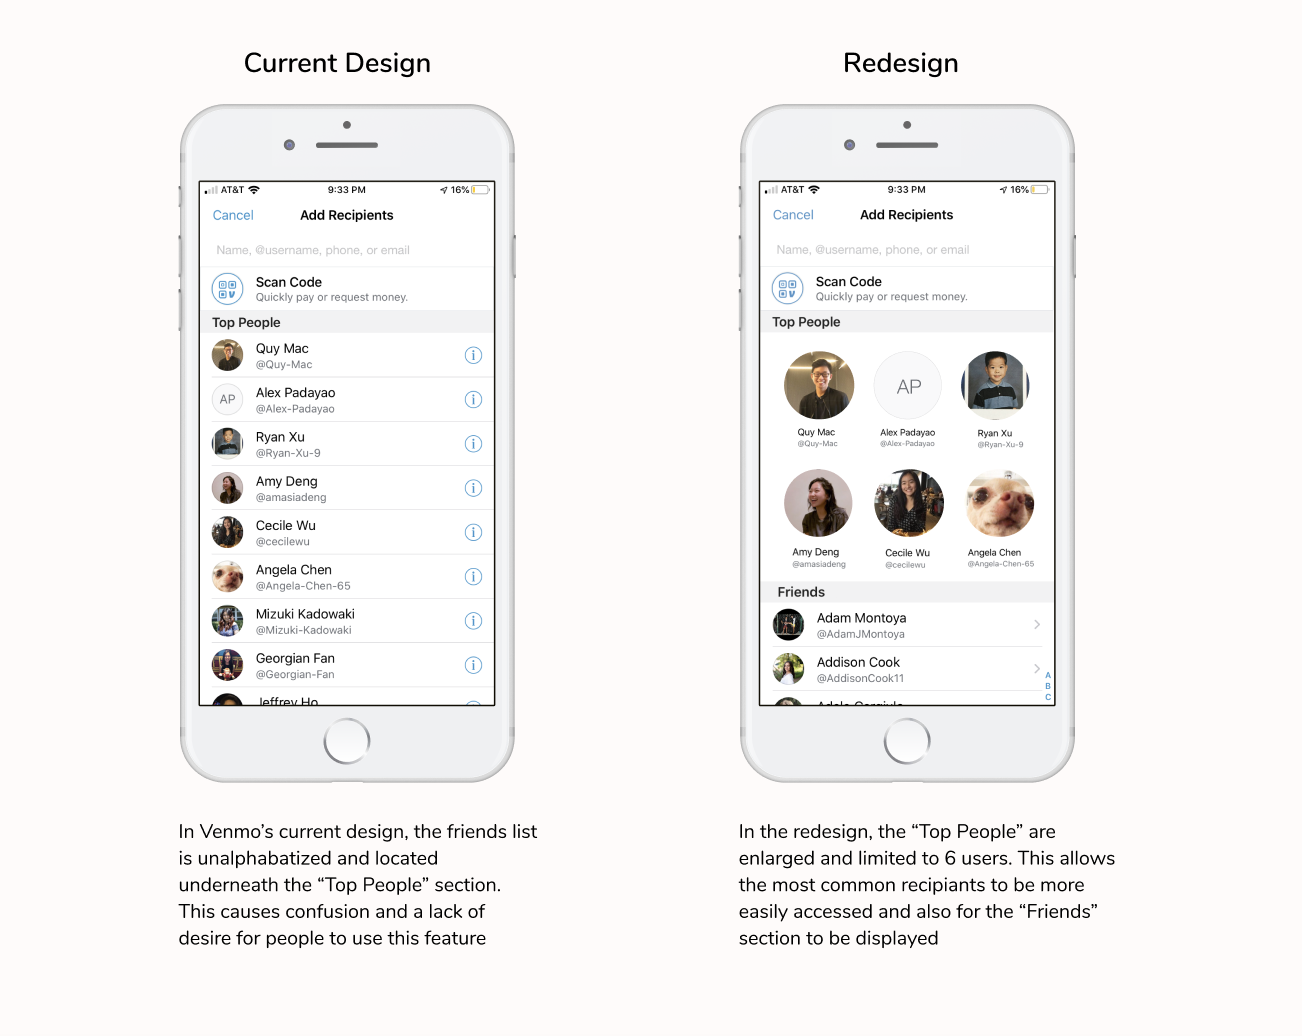 Current Design
AT&T
9:33 PM
16%
Cancel
Add Recipients
Name, @username, phone, or email
Scan Code
Quickly pay or request money.
Top People
Quy Mac
@Quy-Mac
AP
Alex Padayao
@Alex-Padayao
Ryan Xu
@Ryan-Xu-9
Amy Deng
@amasiadeng
Cecile Wu
@cecilewu
Angela Chen
@Angela-Chen-65
Mizuki Kadowaki
@Mizuki-Kadowaki
Georgian Fan
@Georgian-Fan
Jeffrey Ho
In Venmo's current design, the friends list
is unalphabatized and located
underneath the “Top People” section.
This causes confusion and a lack of
desire for people to use this feature
Redesign
AT&T
9:33 PM
16%
Cancel
Add Recipients
Name, @username, phone, or email
Scan Code
Quickly pay or request money.
Top People
AP
Quy Mac
Alex Padayao
Ryan Xu
@Quy-Mac
@Alex-Padayao
@Ryan-Xu-9
Amy Deng
Cecile Wu
Angela Chen
@amasiadeng
@cecilewu
@Angela-Chen-65
Friends
Adam Montoya
@AdamJMontoya
Addison Cook
@AddisonCook11
A
B
C
In the redesign, the “Top People” are
enlarged and limited to 6 users. This allows
the most common recipiants to be more
easily accessed and also for the “Friends”
section to be displayed